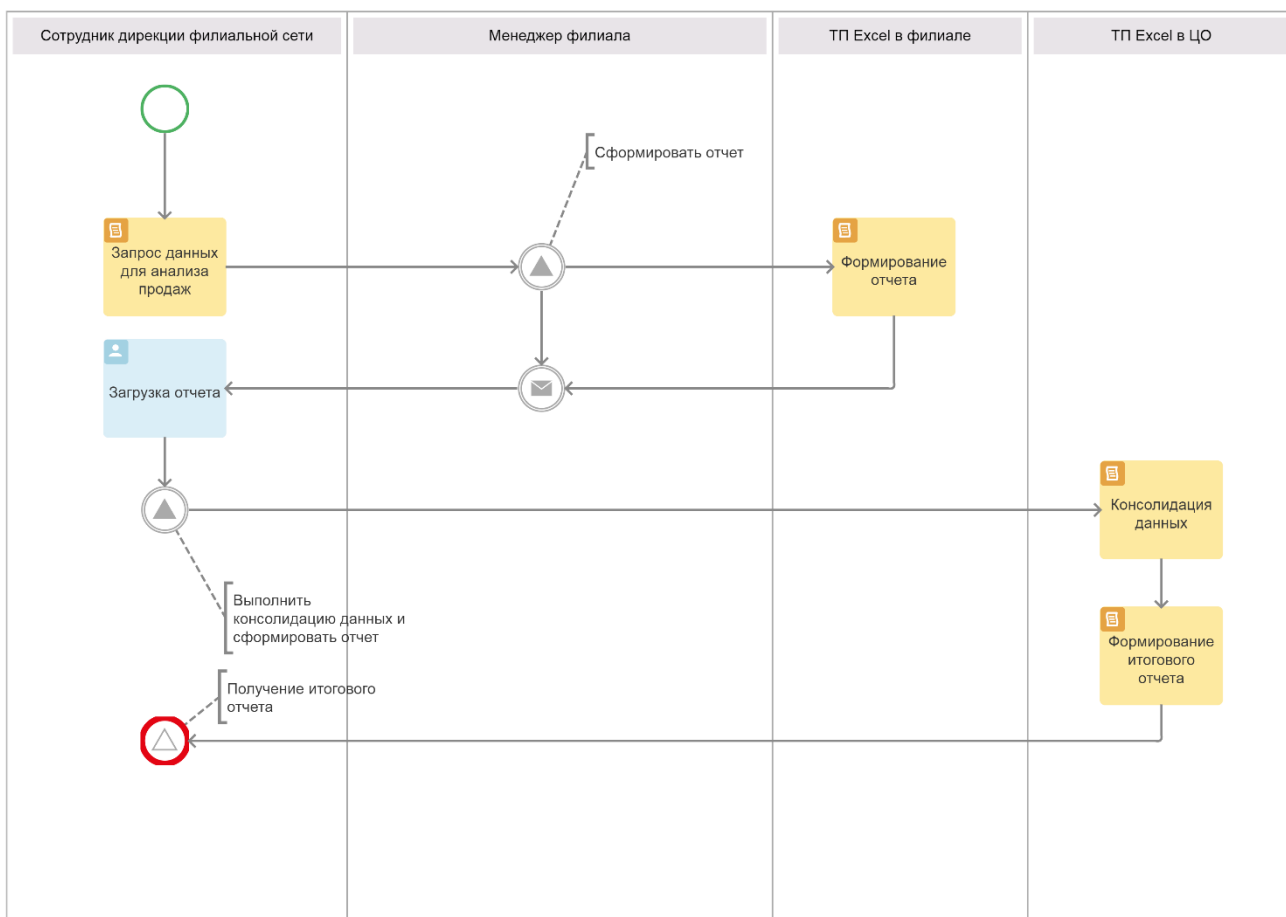 Сотрудник дирекции филиальной сети
Менеджер филиала
ТП Excel в филиале
ТП Excel в ЦО
Сформировать отчет
Запрос данных
для анализа
продаж
Формирование
отчета
Загрузка отчета
Консолидация
данных
Выполнить
консолидацию данных и
сформировать отчет
Формирование
итогового
отчета
Получение итогового
отчета